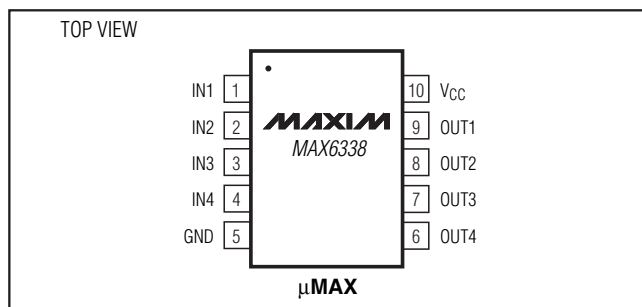 TOP VIEW
IN1 1 10 VCC
IN2 2 MAXIM 9 OUT1
MAX6338
IN3 3 8 OUT2
IN4 4 7 OUT3
GND 5 6 OUT4
µMAX